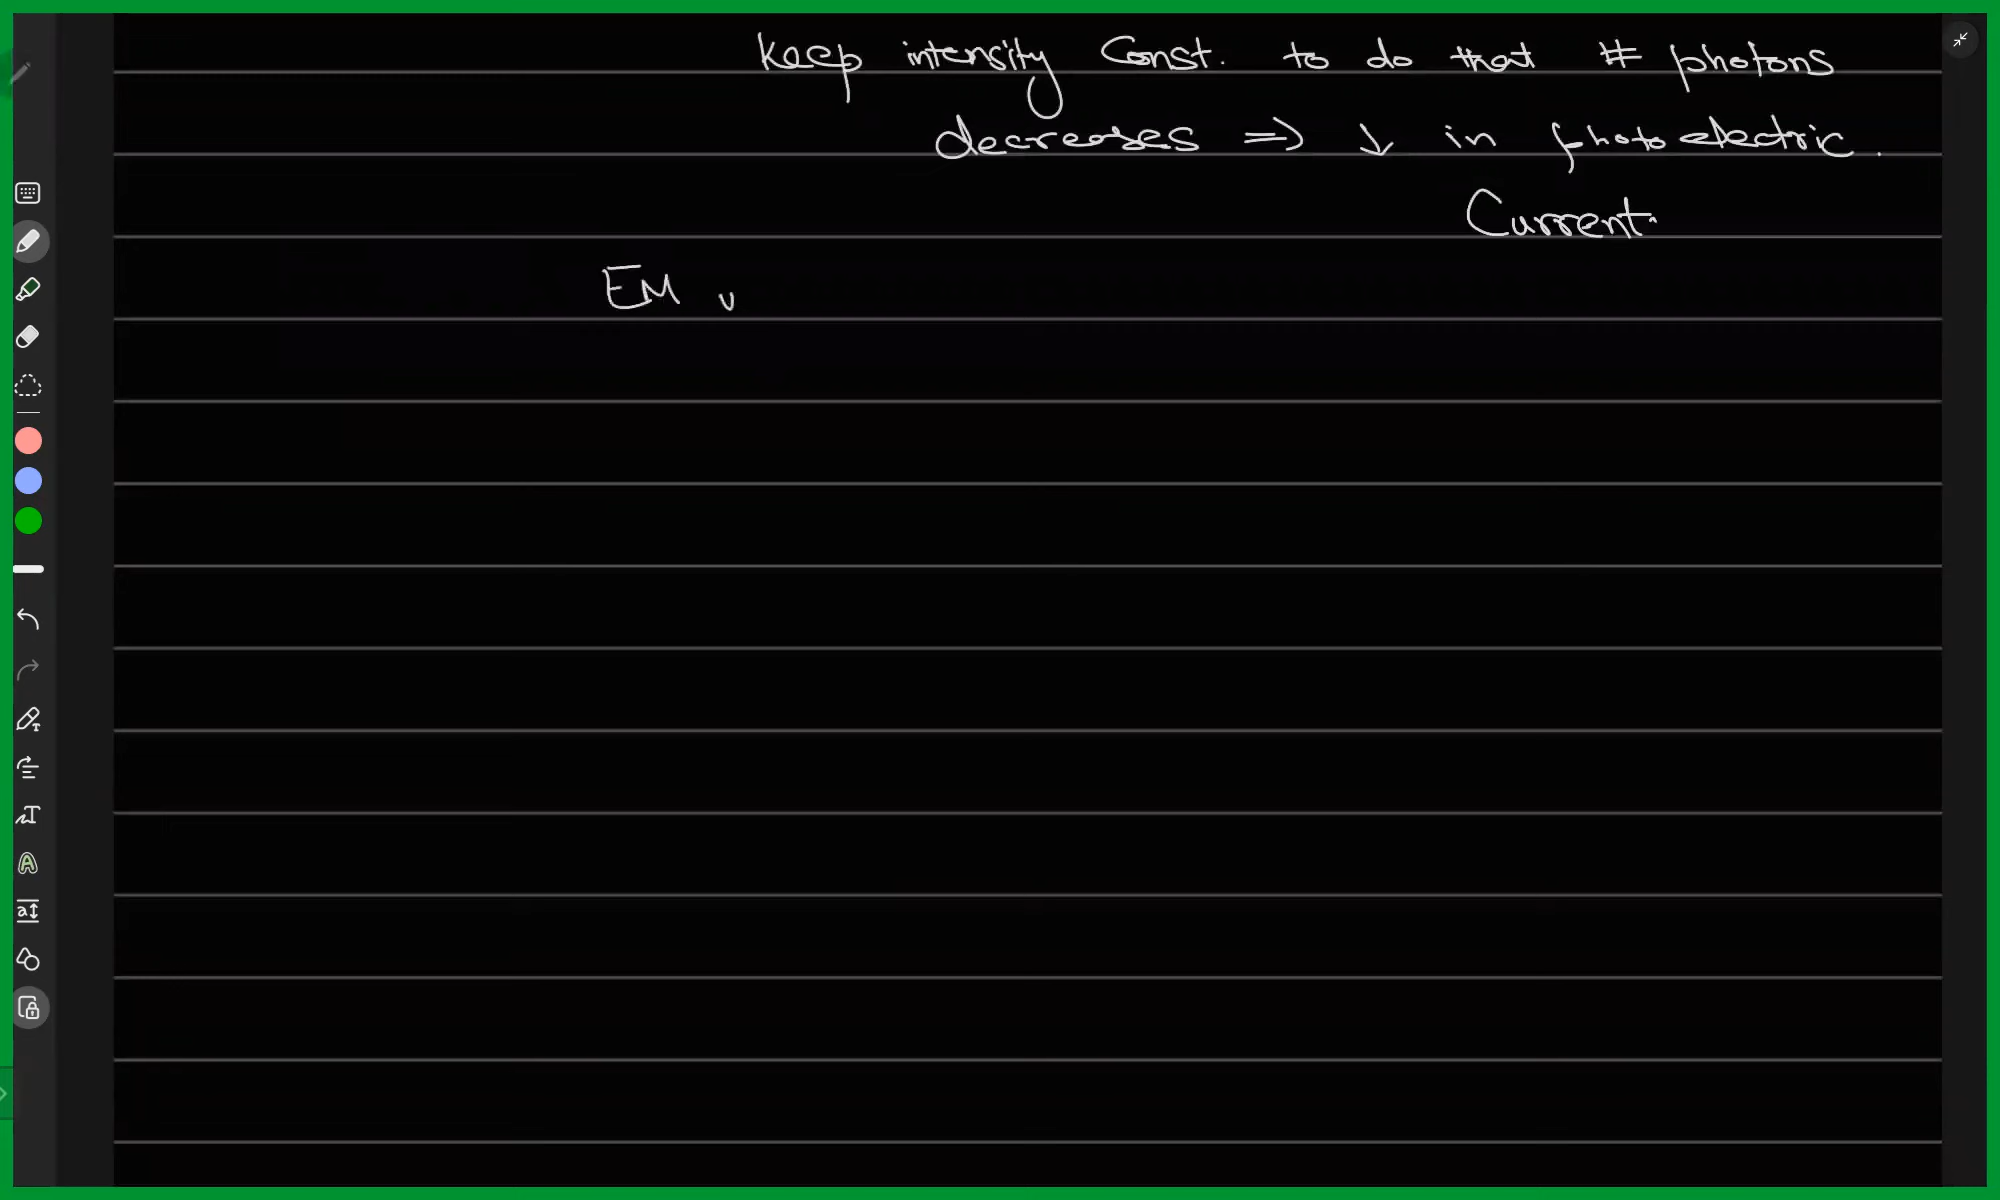 keep intensity Const. to do that # photons
decreases => ↓ in photoelectric.
Current.
EM v